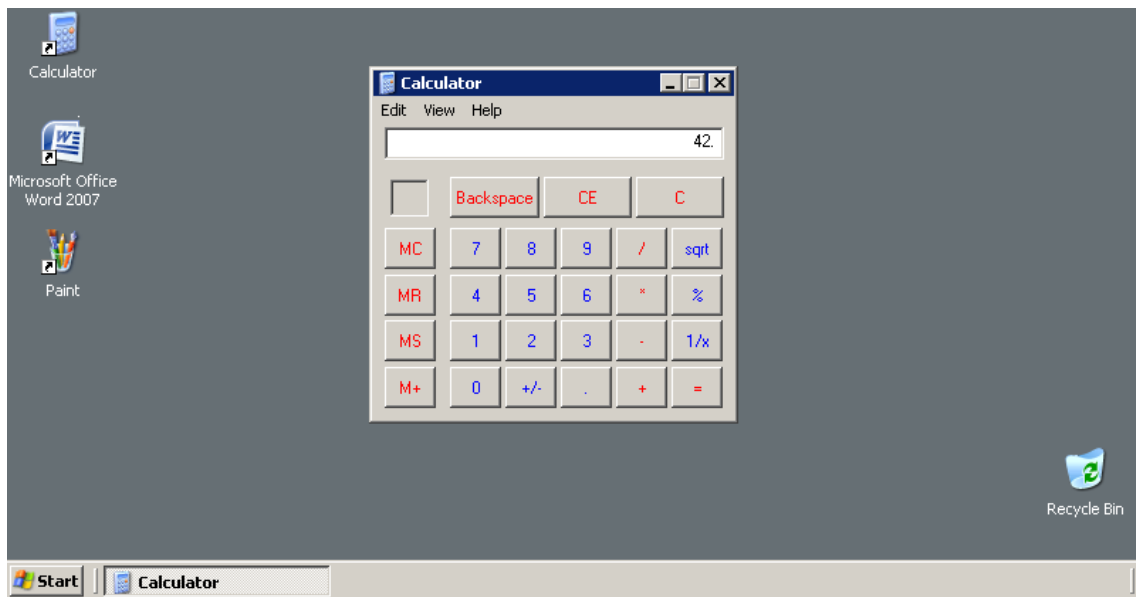 Calculator
Microsoft Office
Word 2007
Paint
Calculator
Edit View Help
42.
Backspace CE C
MC 7 8 9 / sqrt
MR 4 5 6 * %
MS 1 2 3 - 1/x
M+ 0 +/- . + =
Recycle Bin
Start Calculator